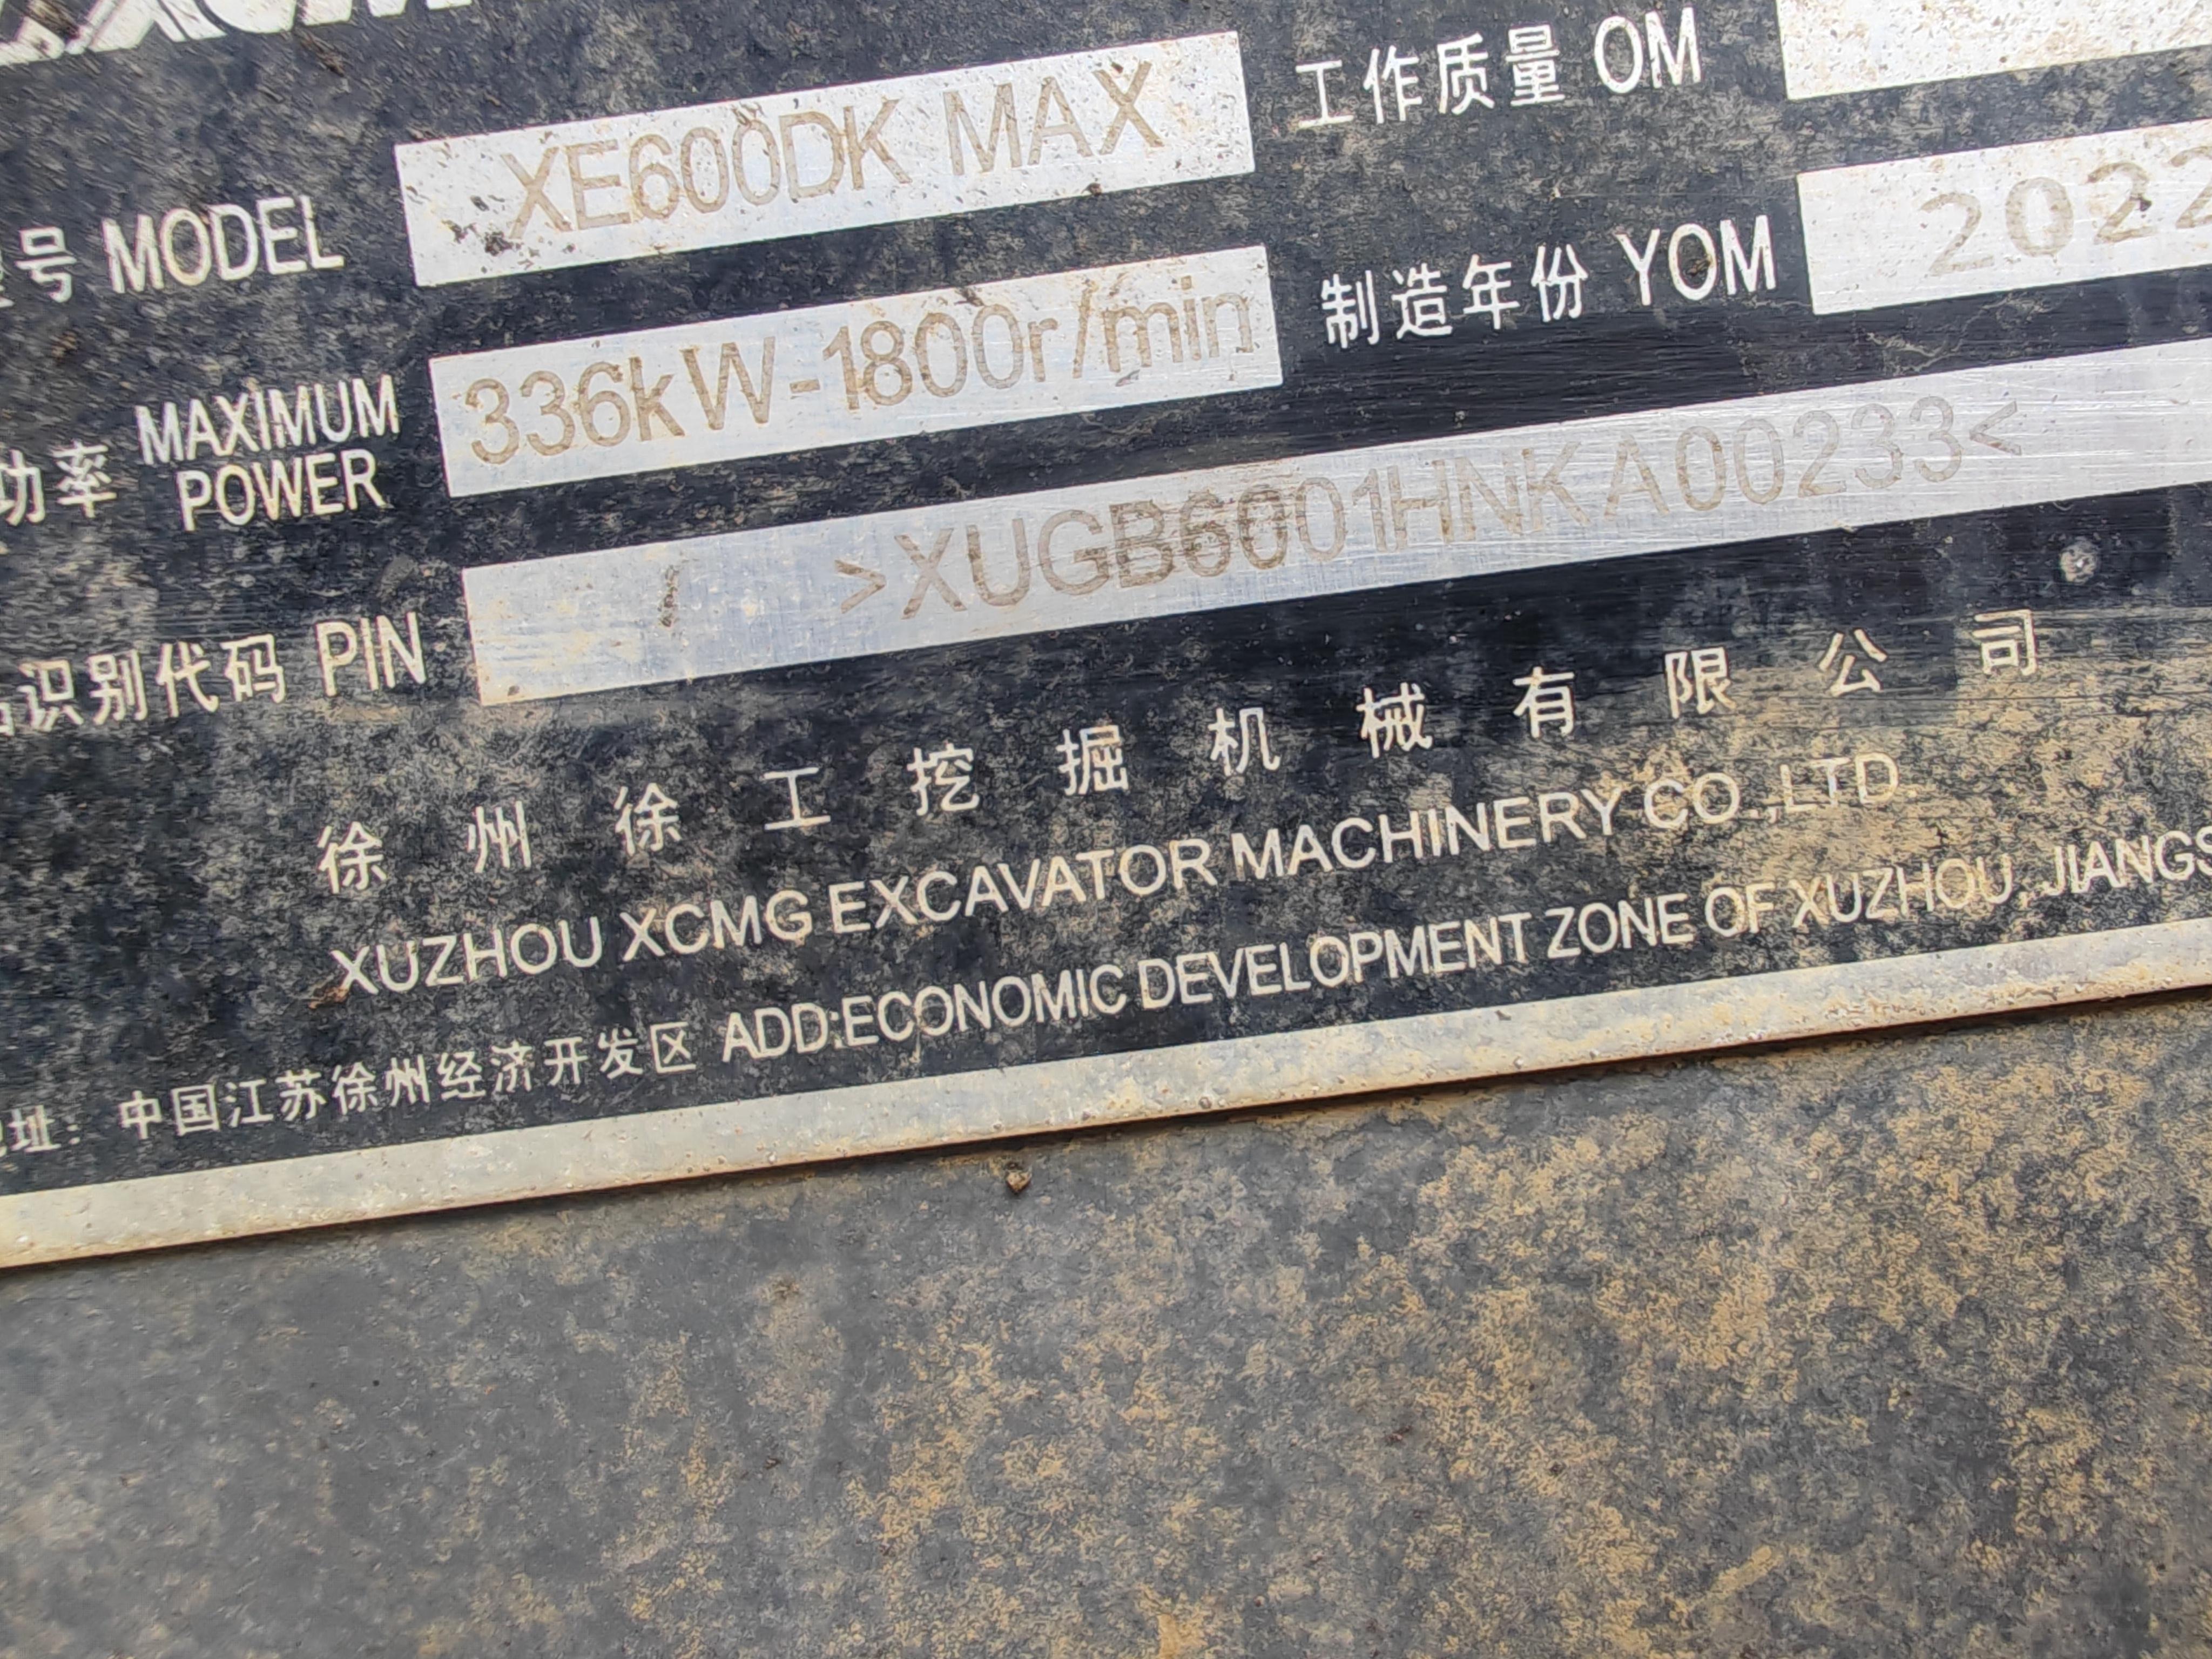 号 MODEL XE600DK MAX 工作质量 OM
功率 MAXIMUM POWER 336kW-1800r/min 制造年份 YOM 2022
识别代码 PIN >XUGB6001HNKA00233<
徐州徐工挖掘机械有限公司
XUZHOU XCMG EXCAVATOR MACHINERY CO.,LTD.
址：中国江苏徐州经济开发区 ADD:ECONOMIC DEVELOPMENT ZONE OF XUZHOU, JIANGS